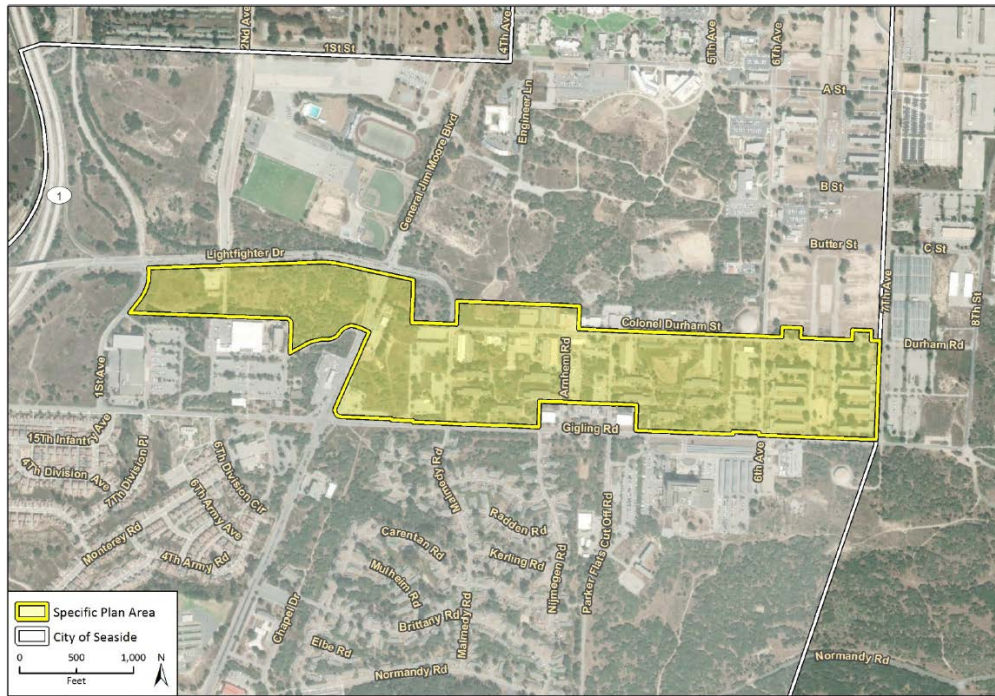 2Nd Ave
1St St
4Th Ave
5Th Ave
6Th Ave
A St
Engineer Ln
General Jim Moore Blvd
B St
1
Butter St
C St
Lightfighter Dr
7Th Ave
8Th St
Colonel Durham St
Durham Rd
Arnhem Rd
1St Ave
Gigling Rd
15Th Infantry Ave
6Th Division Cir
4Th Division Ave
7Th Division Pl
6Th Army Ave
6th Ave
Malmedy Rd
Radden Rd
Parker Flats Cut Off Rd
Monterey Rd
Carentan Rd
Kerling Rd
4Th Army Rd
Mulheim Rd
Nijmegen Rd
Specific Plan Area
City of Seaside
Chapel Dr
Brittany Rd
Malmedy Rd
Elbe Rd
Normandy Rd
Normandy Rd
0 500 1,000 N
Feet